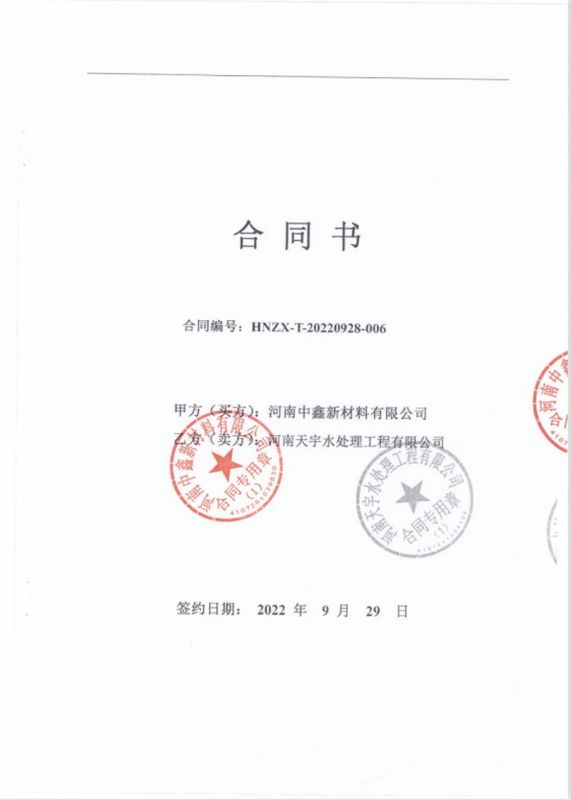 合同书
合同编号：HNZX-T-20220928-006
甲方（买方）：河南中鑫新材料有限公司
乙方（卖方）：河南天宇水处理工程有限公司
河南中鑫新材料有限公司
合同专用章
(1)
河南天宇水处理工程有限公司
合同专用章
(1)
河南中
合同
签约日期： 2022 年 9 月 29 日